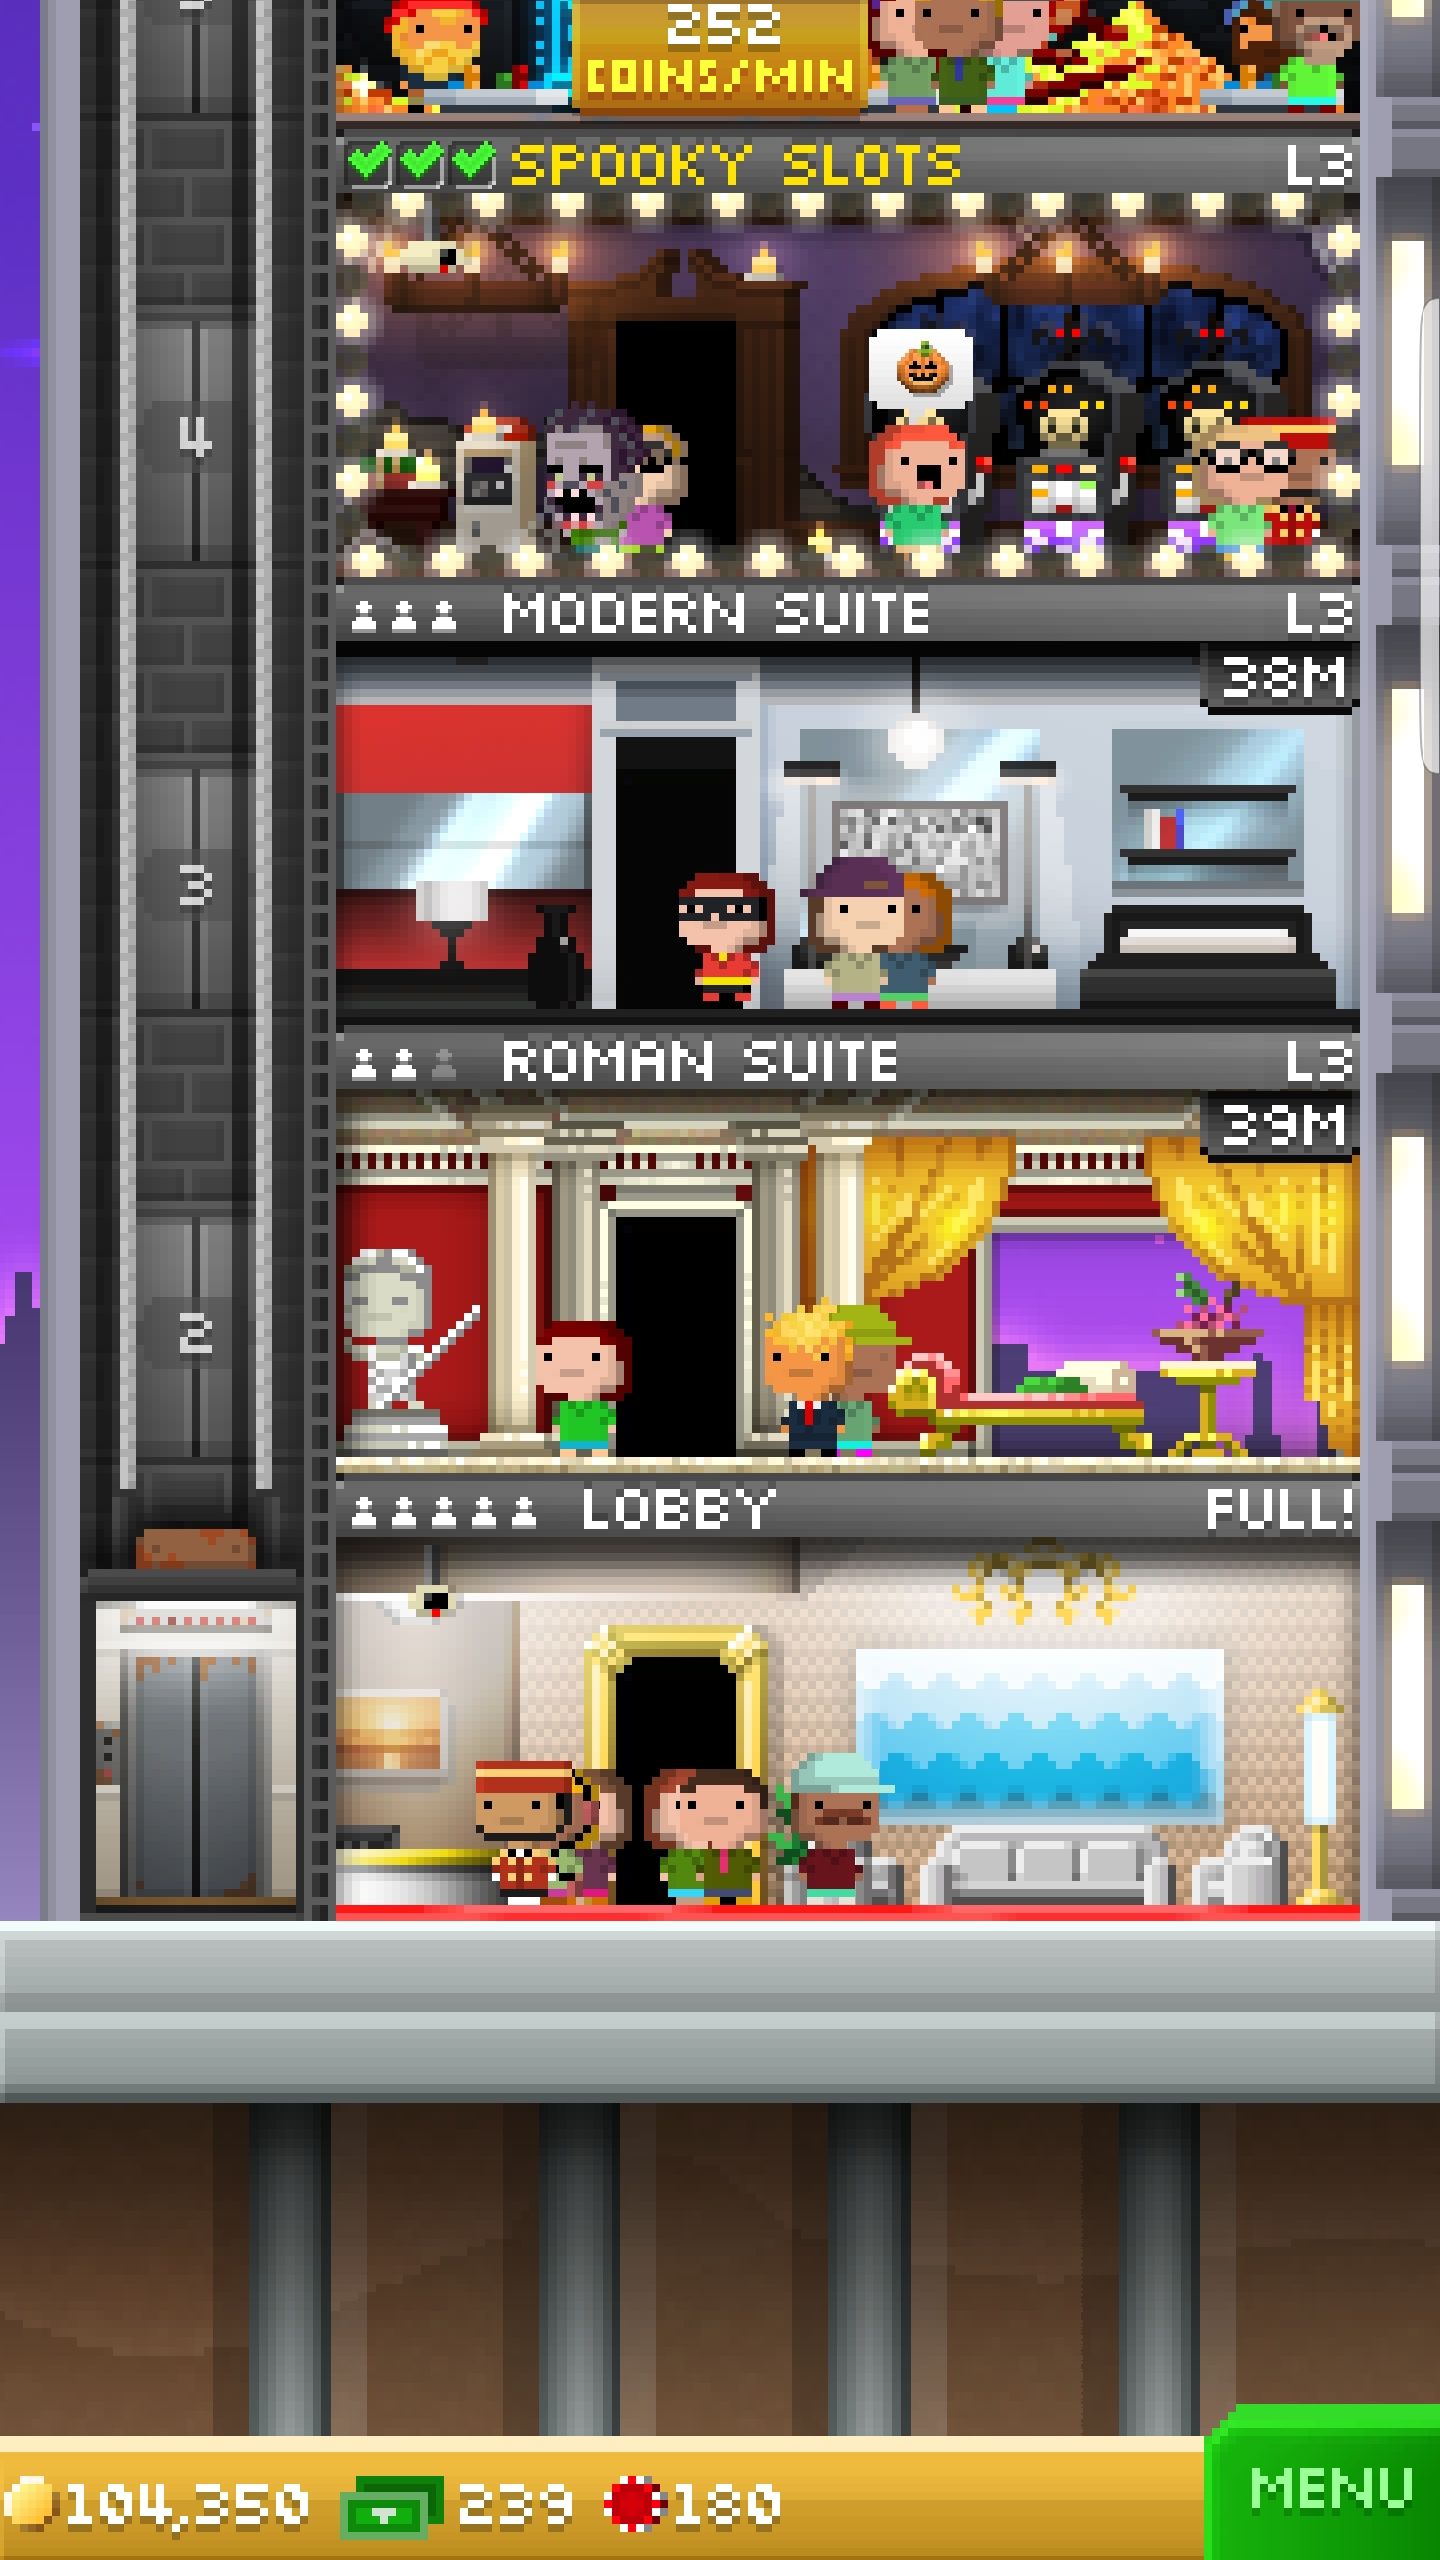 252
COINS/MIN
SPOOKY SLOTS L3
4
MODERN SUITE L3
38M
3
ROMAN SUITE L3
39M
2
LOBBY FULL!
104,350 239 180
MENU